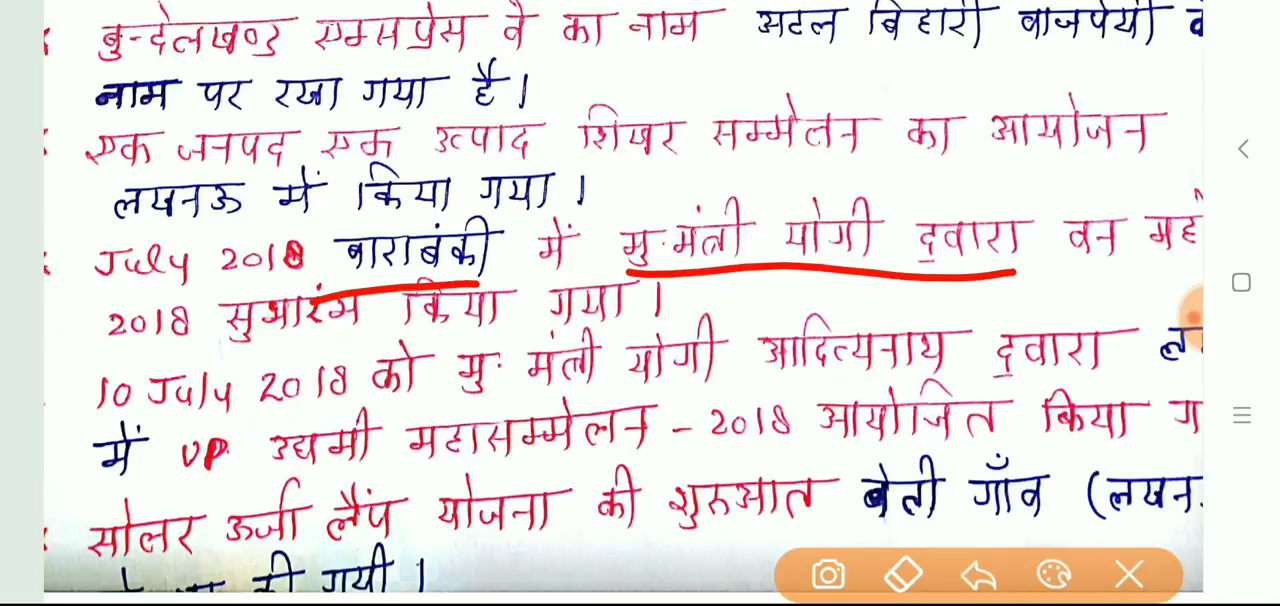 बुन्देलखण्ड एक्सप्रेस वे का नाम अटल बिहारी वाजपेयी
नाम पर रखा गया है।
एक जनपद एक उत्पाद शिखर सम्मेलन का आयोजन
लखनऊ में किया गया।
July 2018 बाराबंकी में मु॰मंत्री योगी द्वारा वन
2018 सुभारंभ किया गया।
10 July 2018 को मु॰ मंत्री योगी आदित्यनाथ द्वारा
में UP. उद्यमी महासम्मेलन - 2018 आयोजित किया
सोलर ऊर्जा लैंप योजना की शुरुआत बेती गाँव (लखन
की गयी।